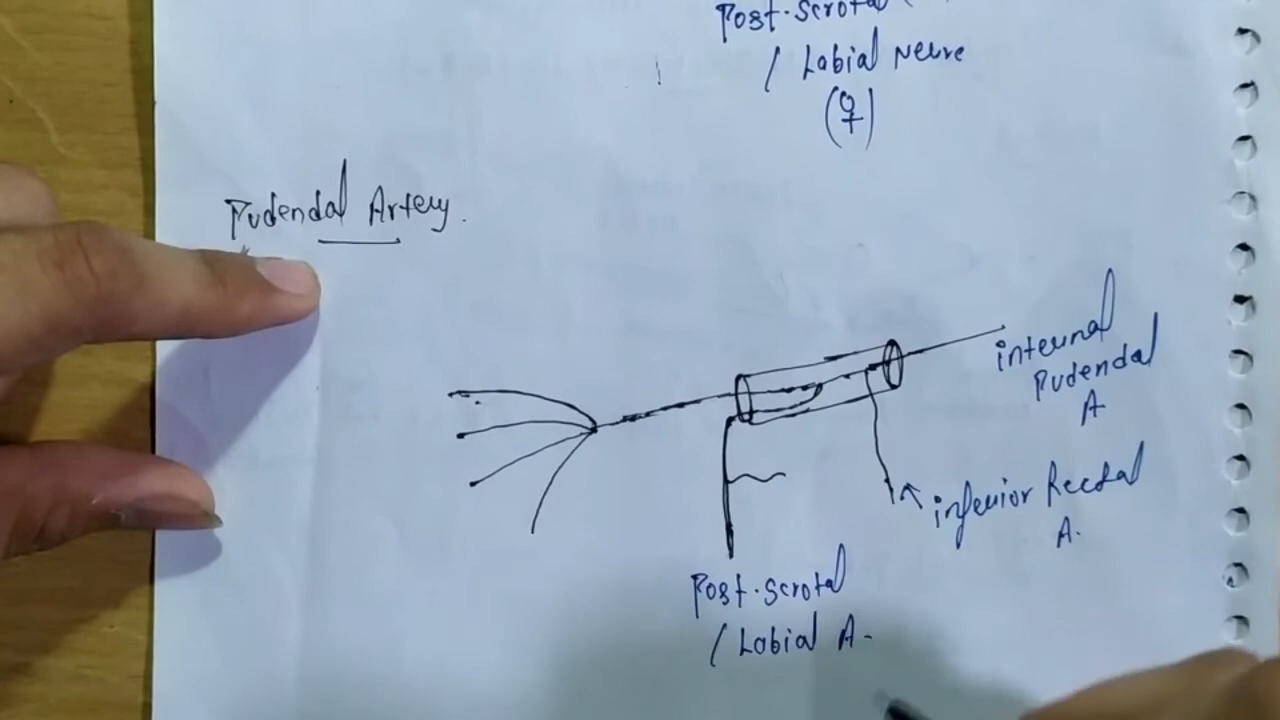 Post. Scrotal
/ Labial Nerve
(♀)
Pudendal Artery.
internal
Pudendal
A
inferior Rectal
A.
Post. Scrotal
/ Labial A.